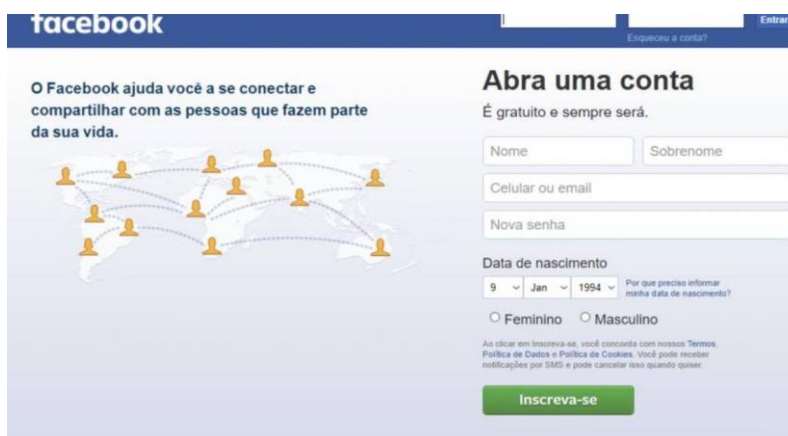 facebook
Entrar
Esqueceu a conta?
O Facebook ajuda você a se conectar e
compartilhar com as pessoas que fazem parte
da sua vida.
Abra uma conta
É gratuito e sempre será.
Nome Sobrenome
Celular ou email
Nova senha
Data de nascimento
9 Jan 1994 Por que preciso informar
minha data de nascimento?
Feminino Masculino
Ao clicar em Inscreva-se, você concorda com nossos Termos,
Política de Dados e Política de Cookies. Você pode receber
notificações por SMS e pode cancelar isso quando quiser.
Inscreva-se